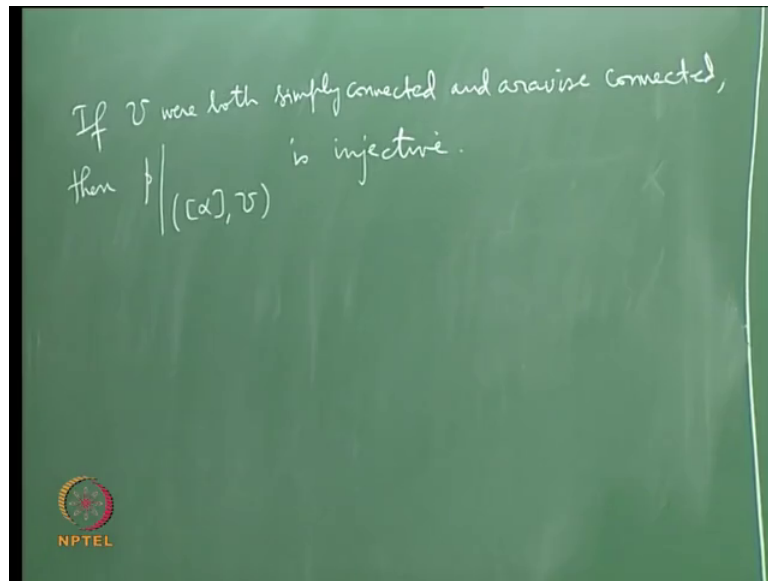 If U were both simply connected and arcwise connected,
then p|([α], U) is injective.
NPTEL